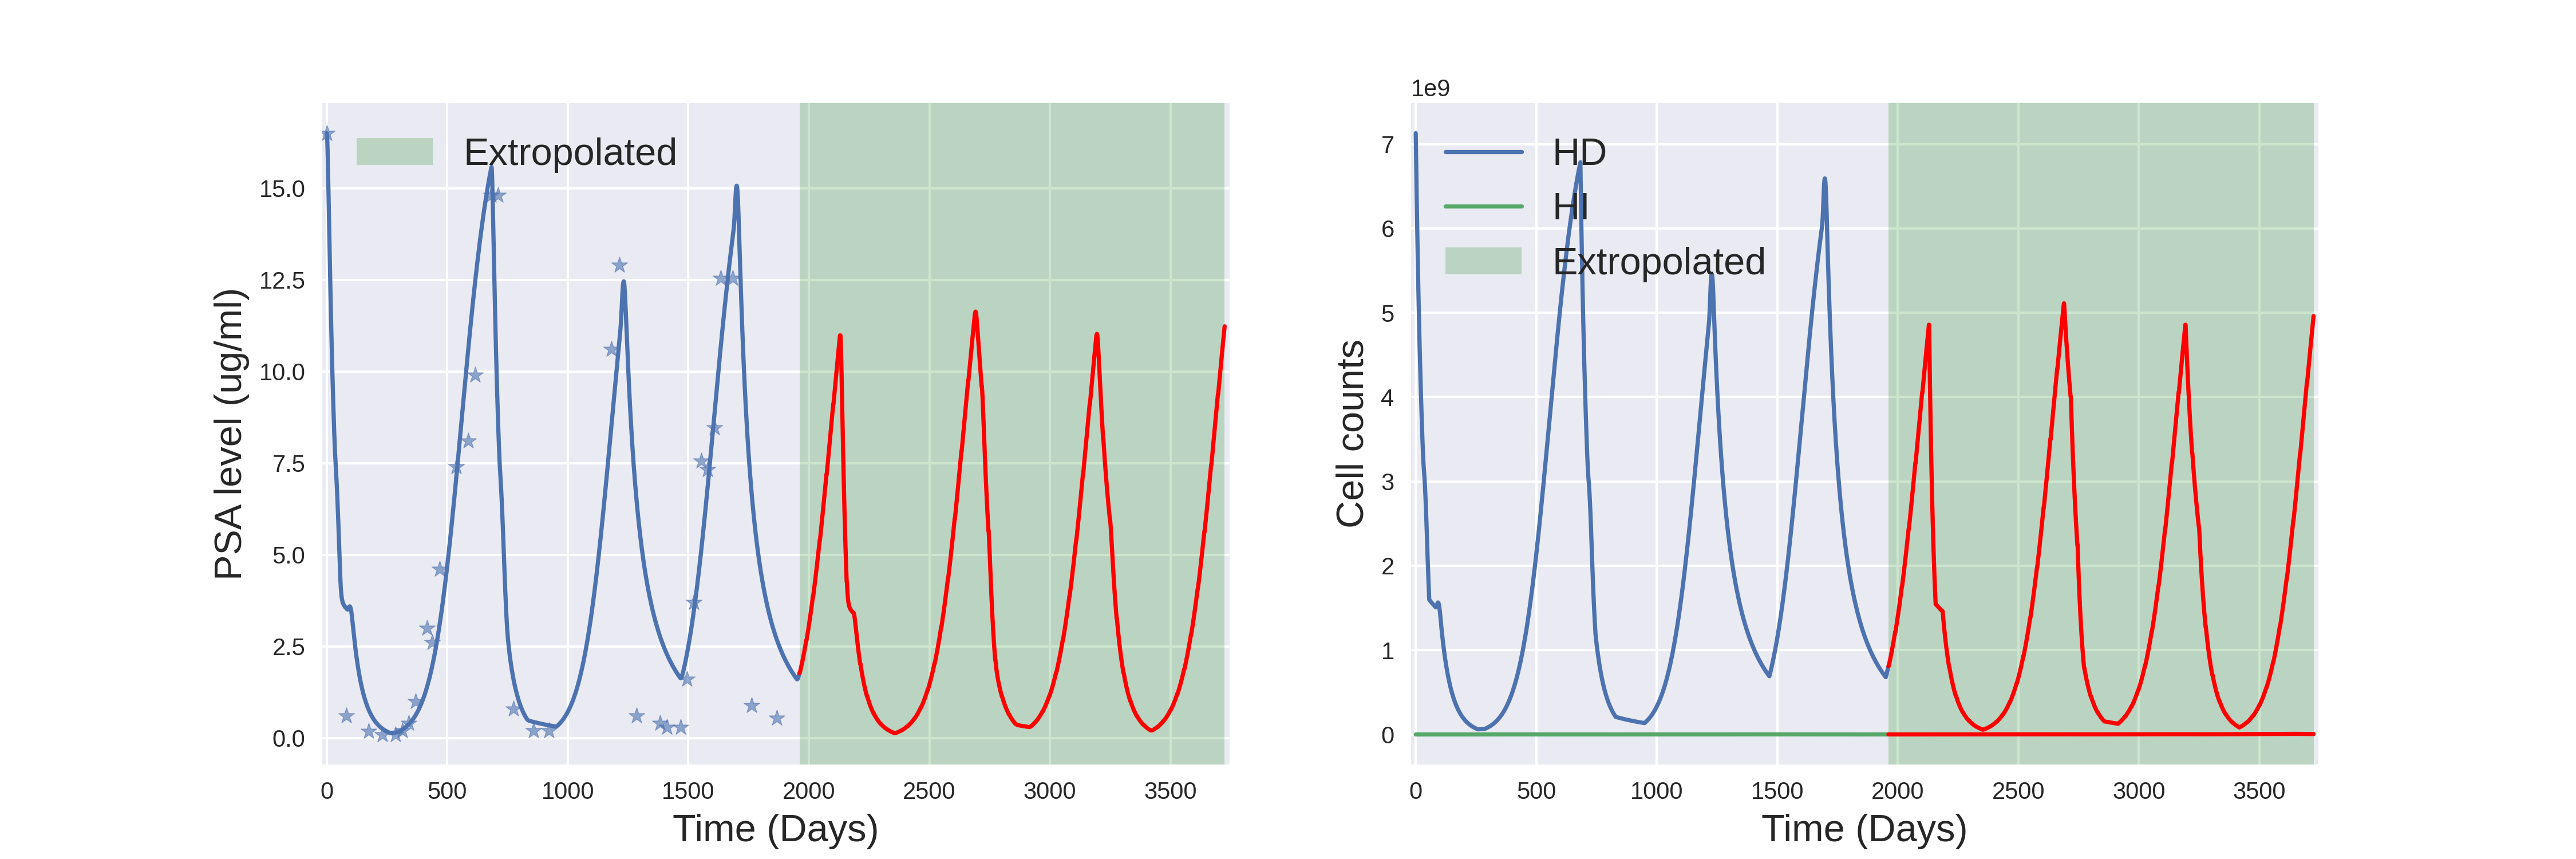 Extropolated
PSA level (ug/ml)
15.0
12.5
10.0
7.5
5.0
2.5
0.0
0 500 1000 1500 2000 2500 3000 3500
Time (Days)
1e9
HD
HI
Extropolated
Cell counts
7
6
5
4
3
2
1
0
0 500 1000 1500 2000 2500 3000 3500
Time (Days)